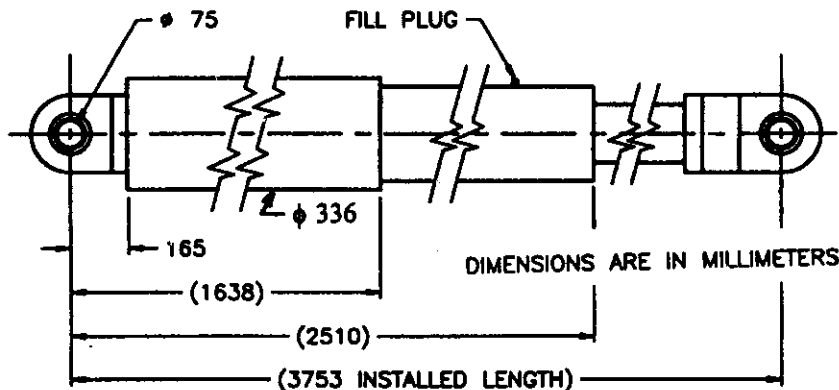 ø 75
FILL PLUG
ø 336
165
DIMENSIONS ARE IN MILLIMETERS
(1638)
(2510)
(3753 INSTALLED LENGTH)